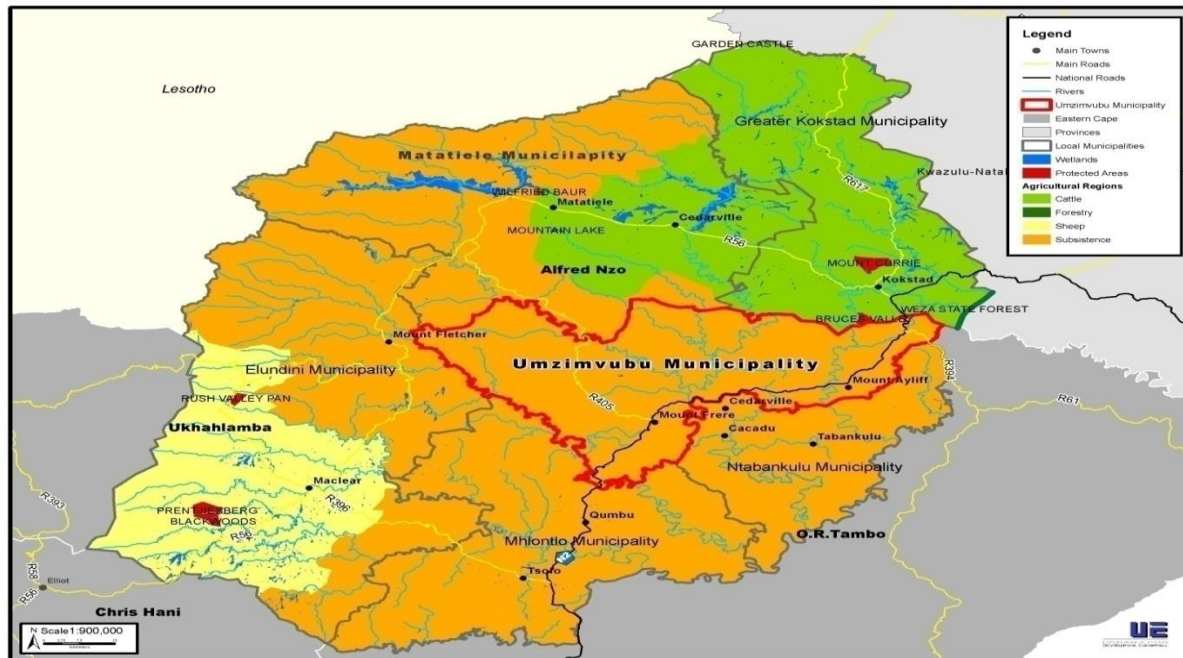 GARDEN CASTLE
Lesotho
Greater Kokstad Municipality
Matatiele Municilapity
R617
Kwazulu-Natal
WILFRIED BAUR
Matatiele
Cedarville
MOUNTAIN LAKE
R56
MOUNT CURRIE
Alfred Nzo
Kokstad
WEZA STATE FOREST
BRUCES VALLEY
Mount Fletcher
Umzimvubu Municipality
Elundini Municipality
R394
Mount Ayliff
RUSH VALLEY PAN
R405
Cedarville
R61
Mount Frere
Ukhahlamba
Cacadu
Tabankulu
Ntabankulu Municipality
Maclear
R393
R396
PRENTJIEBERG
BLACKWOODS
Qumbu
R56
O.R.Tambo
Mhlontlo Municipality
Tsolo
R58
Elliot
R56
Chris Hani
N
Scale1:900,000
Legend
Main Towns
Main Roads
National Roads
Rivers
Umzimvubu Municipality
Eastern Cape
Provinces
Local Municipalities
Wetlands
Protected Areas
Agricultural Regions
Cattle
Forestry
Sheep
Subsistence